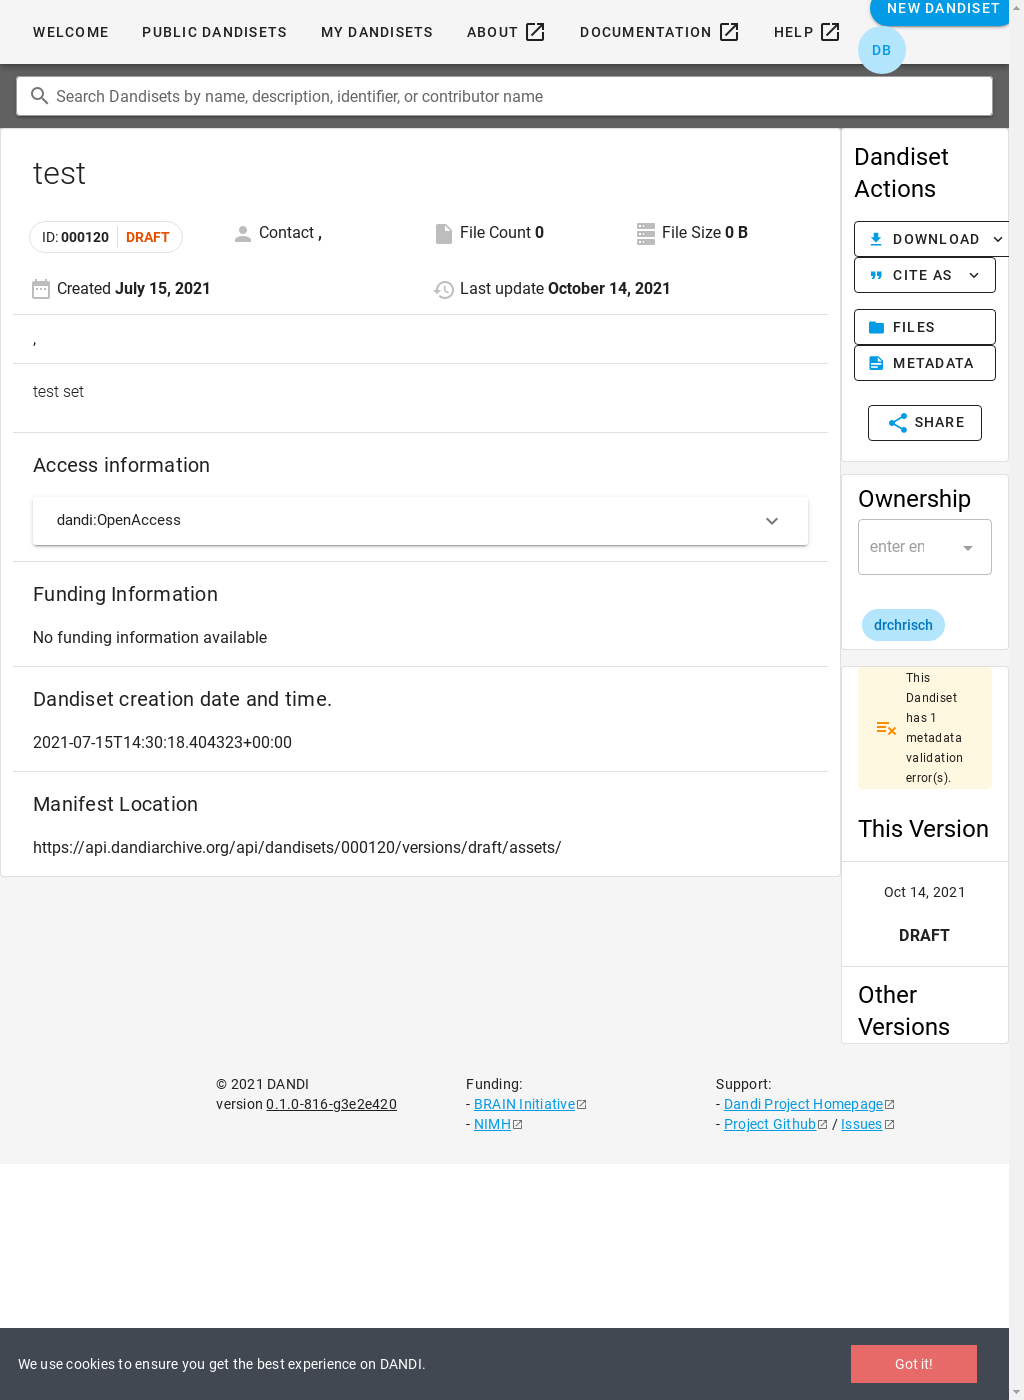 WELCOME PUBLIC DANDISETS MY DANDISETS ABOUT DOCUMENTATION HELP NEW DANDISET
DB
Search Dandisets by name, description, identifier, or contributor name
test
ID: 000120 DRAFT
Contact ,
File Count 0
File Size 0 B
Created July 15, 2021
Last update October 14, 2021
,
test set
Access information
dandi:OpenAccess
Funding Information
No funding information available
Dandiset creation date and time.
2021-07-15T14:30:18.404323+00:00
Manifest Location
https://api.dandiarchive.org/api/dandisets/000120/versions/draft/assets/
Dandiset
Actions
DOWNLOAD
CITE AS
FILES
METADATA
SHARE
Ownership
enter en
drchrisch
This
Dandiset
has 1
metadata
validation
error(s).
This Version
Oct 14, 2021
DRAFT
Other
Versions
© 2021 DANDI
version 0.1.0-816-g3e2e420
Funding:
- BRAIN Initiative
- NIMH
Support:
- Dandi Project Homepage
- Project Github / Issues
We use cookies to ensure you get the best experience on DANDI.
Got it!